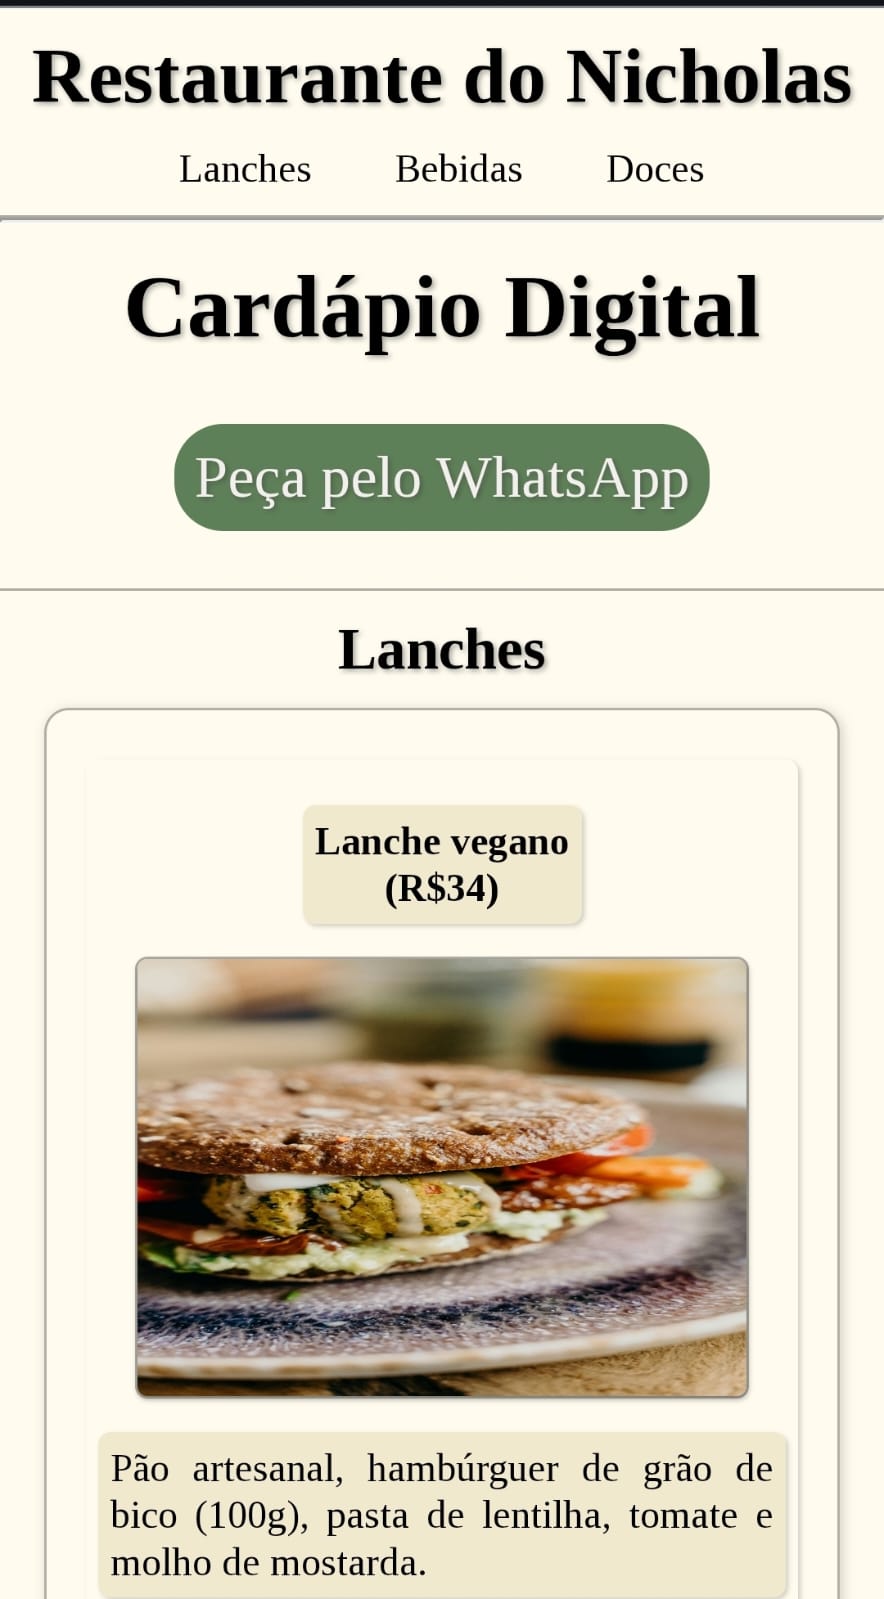 Restaurante do Nicholas
Lanches Bebidas Doces
Cardápio Digital
Peça pelo WhatsApp
Lanches
Lanche vegano
(R$34)
Pão artesanal, hambúrguer de grão de
bico (100g), pasta de lentilha, tomate e
molho de mostarda.